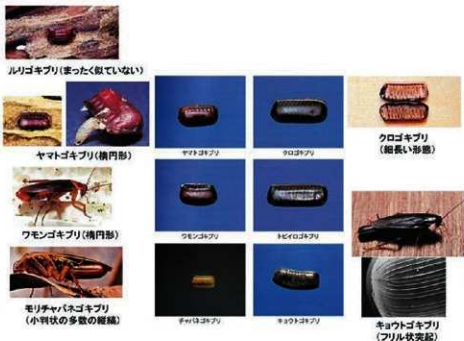 ルリゴキブリ(まったく似ていない)
ヤマトゴキブリ(楕円形)
ワモンゴキブリ(楕円形)
モリチャバネゴキブリ
(小判状の多数の縦縞)
ヤマトゴキブリ
クロゴキブリ
ワモンゴキブリ
トビイロゴキブリ
チャバネゴキブリ
キョウトゴキブリ
クロゴキブリ
(細長い形態)
キョウトゴキブリ
(フリル状突起)